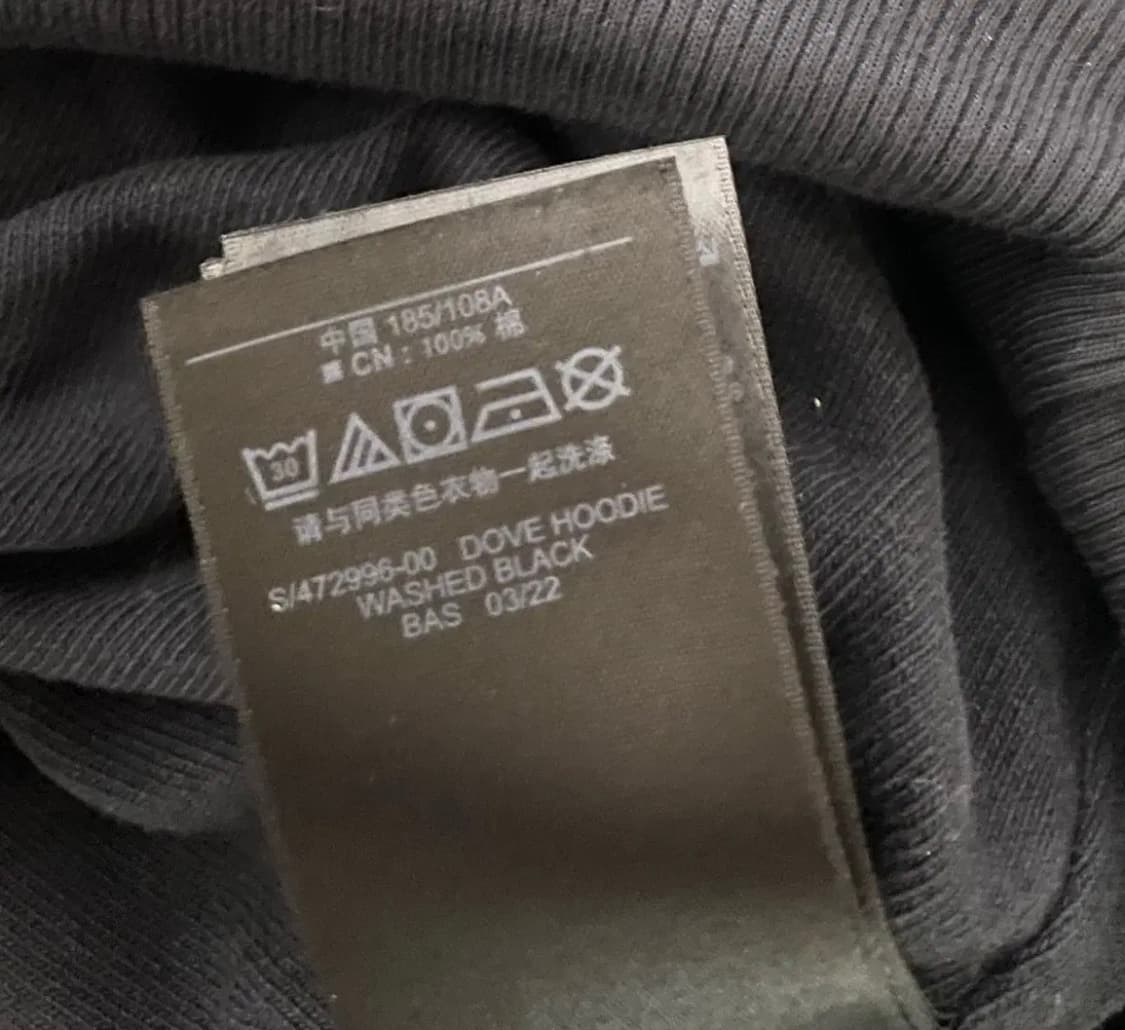 中国 185/108A
CN : 100% 棉
30
请与同类色衣物一起洗涤
S/472996-00 DOVE HOODIE
WASHED BLACK
BAS 03/22